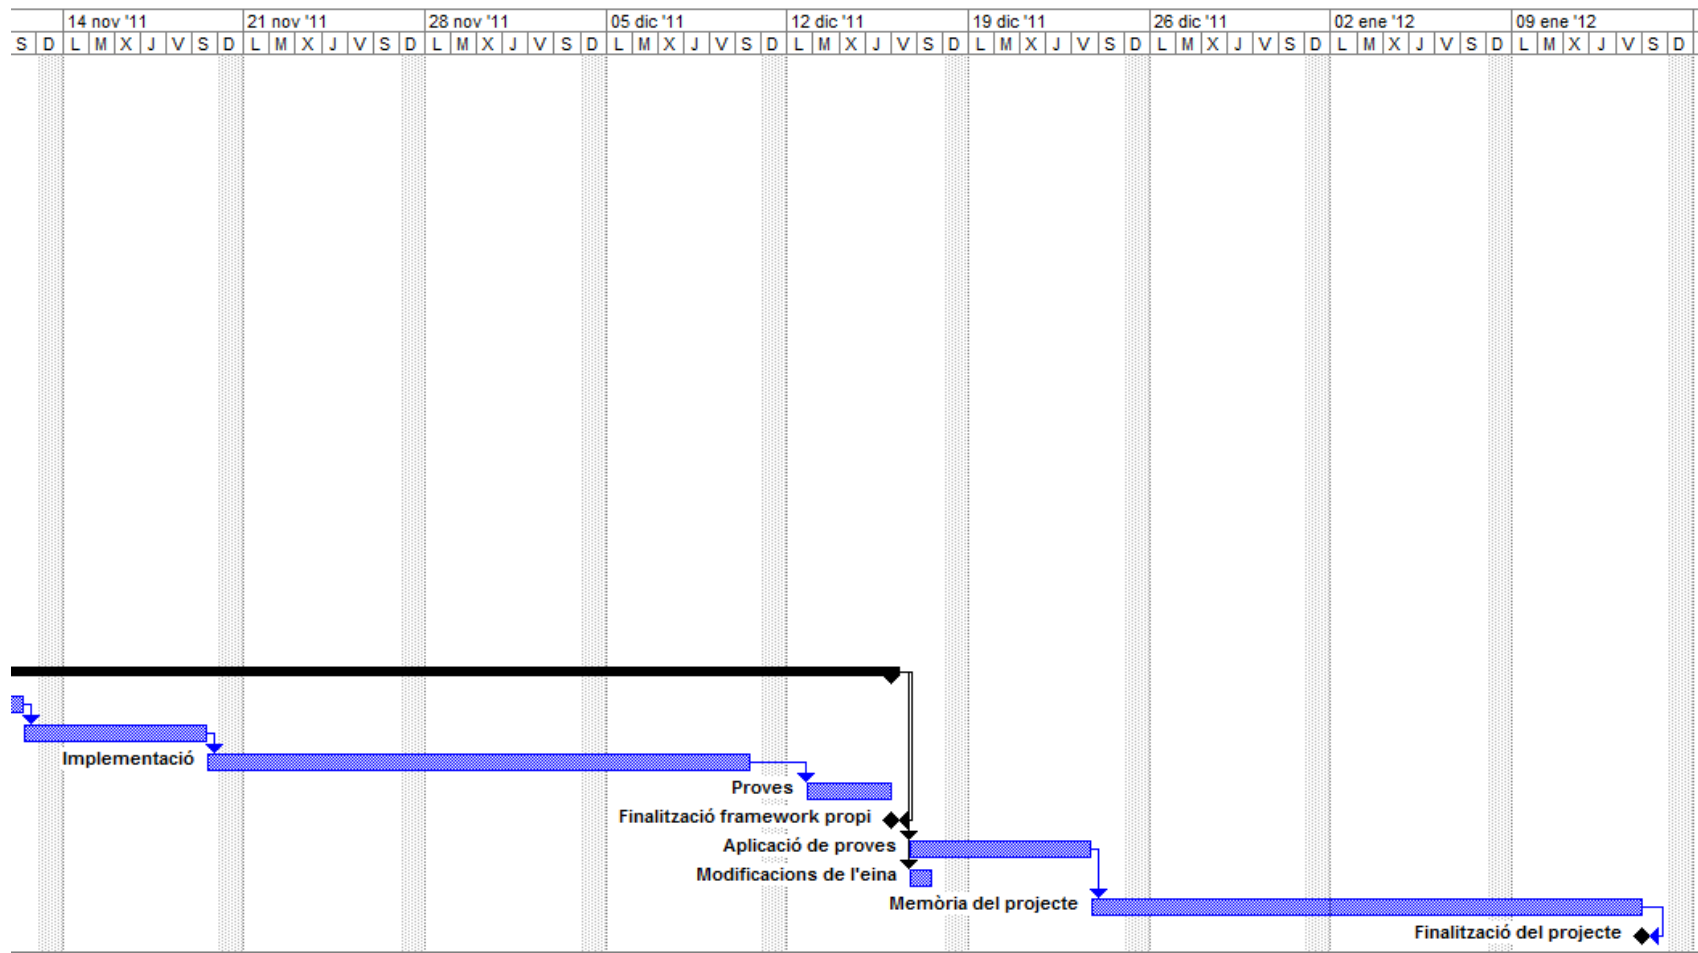 14 nov '11 21 nov '11 28 nov '11 05 dic '11 12 dic '11 19 dic '11 26 dic '11 02 ene '12 09 ene '12
S D L M X J V S D L M X J V S D L M X J V S D L M X J V S D L M X J V S D L M X J V S D L M X J V S D L M X J V S D L M X J V S D
Implementació
Proves
Finalització framework propi
Aplicació de proves
Modificacions de l'eina
Memòria del projecte
Finalització del projecte